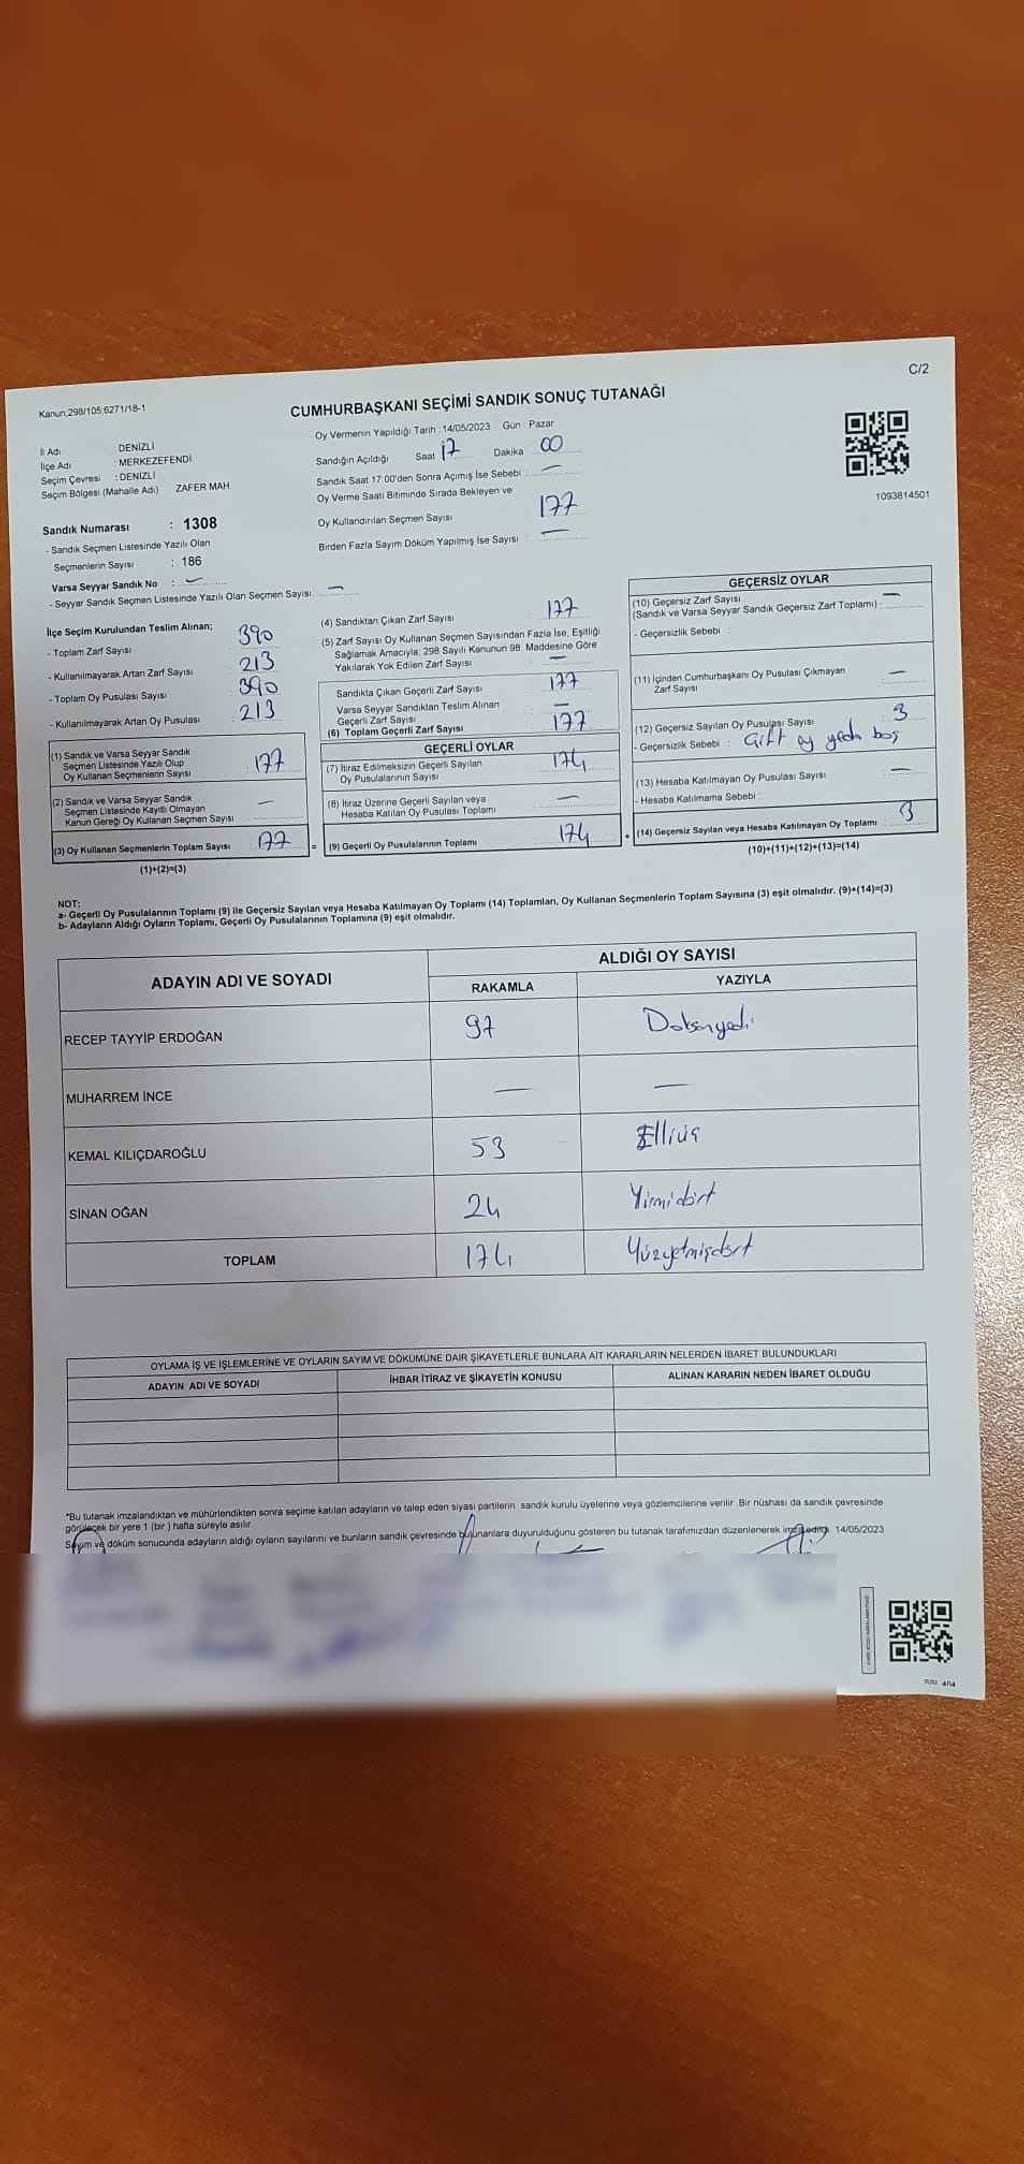 C/2
Kanun,298/105;6271/18-1
CUMHURBAŞKANI SEÇİMİ SANDIK SONUÇ TUTANAĞI
İl Adı DENİZLİ
İlçe Adı : MERKEZEFENDİ
Seçim Çevresi : DENİZLİ
Seçim Bölgesi (Mahalle Adı) ZAFER MAH
Oy Vermenin Yapıldığı Tarih : 14/05/2023 Gün : Pazar
Sandığın Açıldığı Saat 17 Dakika 00
Sandık Saat 17:00'den Sonra Açımış İse Sebebi : —
Oy Verme Saati Bitiminde Sırada Bekleyen ve
Oy Kullandırılan Seçmen Sayısı 177
Birden Fazla Sayım Döküm Yapılmış İse Sayısı —
1093814501
Sandık Numarası : 1308
- Sandık Seçmen Listesinde Yazılı Olan
Seçmenlerin Sayısı : 186
Varsa Seyyar Sandık No : —
- Seyyar Sandık Seçmen Listesinde Yazılı Olan Seçmen Sayısı —
İlçe Seçim Kurulundan Teslim Alınan;
- Toplam Zarf Sayısı 390
- Kullanılmayarak Artan Zarf Sayısı 213
- Toplam Oy Pusulası Sayısı 390
- Kullanılmayarak Artan Oy Pusulası 213
(1) Sandık ve Varsa Seyyar Sandık
Seçmen Listesinde Yazılı Olup
Oy Kullanan Seçmenlerin Sayısı 177
(2) Sandık ve Varsa Seyyar Sandık
Seçmen Listesinde Kayıtlı Olmayan
Kanun Gereği Oy Kullanan Seçmen Sayısı —
(3) Oy Kullanan Seçmenlerin Toplam Sayısı 177
(1)+(2)=(3)
(4) Sandıktan Çıkan Zarf Sayısı 177
(5) Zarf Sayısı Oy Kullanan Seçmen Sayısından Fazla İse, Eşitliği
Sağlamak Amacıyla; 298 Sayılı Kanunun 98. Maddesine Göre
Yakılarak Yok Edilen Zarf Sayısı —
Sandıkta Çıkan Geçerli Zarf Sayısı 177
Varsa Seyyar Sandıktan Teslim Alınan
Geçerli Zarf Sayısı —
(6) Toplam Geçerli Zarf Sayısı 177
GEÇERLİ OYLAR
(7) İtiraz Edilmeksizin Geçerli Sayılan
Oy Pusulalarının Sayısı 174
(8) İtiraz Üzerine Geçerli Sayılan veya
Hesaba Katılan Oy Pusulası Toplamı —
= (9) Geçerli Oy Pusulalarının Toplamı 174
GEÇERSİZ OYLAR
(10) Geçersiz Zarf Sayısı —
(Sandık ve Varsa Seyyar Sandık Geçersiz Zarf Toplamı) :
- Geçersizlik Sebebi :
(11) İçinden Cumhurbaşkanı Oy Pusulası Çıkmayan
Zarf Sayısı —
(12) Geçersiz Sayılan Oy Pusulası Sayısı 3
- Geçersizlik Sebebi : Çift oy yada boş
(13) Hesaba Katılmayan Oy Pusulası Sayısı —
- Hesaba Katılmama Sebebi :
+ (14) Geçersiz Sayılan veya Hesaba Katılmayan Oy Toplamı 3
(10)+(11)+(12)+(13)=(14)
NOT:
a- Geçerli Oy Pusulalarının Toplamı (9) ile Geçersiz Sayılan veya Hesaba Katılmayan Oy Toplamı (14) Toplamları, Oy Kullanan Seçmenlerin Toplam Sayısına (3) eşit olmalıdır. (9)+(14)=(3)
b- Adayların Aldığı Oyların Toplamı, Geçerli Oy Pusulalarının Toplamına (9) eşit olmalıdır.
ADAYIN ADI VE SOYADI ALDIĞI OY SAYISI
RAKAMLA YAZIYLA
RECEP TAYYİP ERDOĞAN 97 Doksanyedi
MUHARREM İNCE — —
KEMAL KILIÇDAROĞLU 53 Elliüç
SİNAN OĞAN 24 Yirmidört
TOPLAM 174 Yüzyetmişdört
OYLAMA İŞ VE İŞLEMLERİNE VE OYLARIN SAYIM VE DÖKÜMÜNE DAİR ŞİKAYETLERLE BUNLARA AİT KARARLARIN NELERDEN İBARET BULUNDUKLARI
ADAYIN ADI VE SOYADI İHBAR İTİRAZ VE ŞİKAYETİN KONUSU ALINAN KARARIN NEDEN İBARET OLDUĞU
*Bu tutanak imzalandıktan ve mühürlendikten sonra seçime katılan adayların ve talep eden siyasi partilerin sandık kurulu üyelerine veya gözlemcilerine verilir. Bir nüshası da sandık çevresinde
görülecek bir yere 1 (bir) hafta süreyle asılır.
Sayım ve döküm sonucunda adayların aldığı oyların sayılarını ve bunların sandık çevresinde bulunanlara duyurulduğunu gösteren bu tutanak tarafımızdan düzenlenerek imzaedildi. 14/05/2023